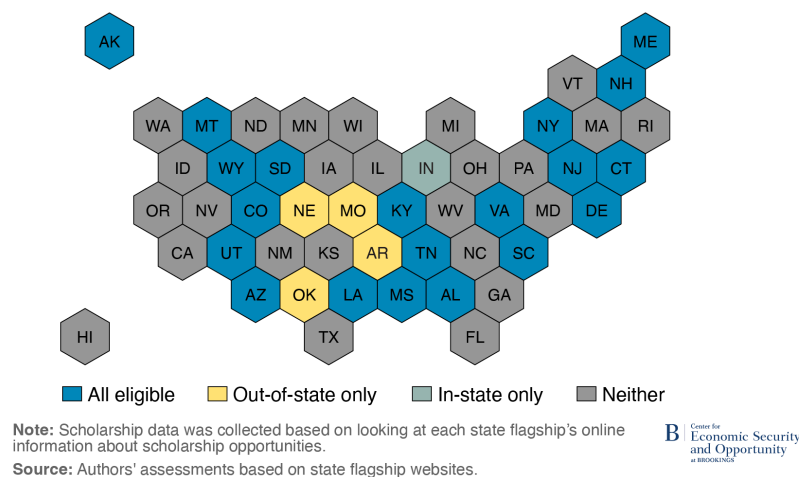 AK ME
VT NH
WA MT ND MN WI MI NY MA RI
ID WY SD IA IL IN OH PA NJ CT
OR NV CO NE MO KY WV VA MD DE
CA UT NM KS AR TN NC SC
AZ OK LA MS AL GA
HI TX FL
All eligible Out-of-state only In-state only Neither
Note: Scholarship data was collected based on looking at each state flagship's online
information about scholarship opportunities.
Source: Authors' assessments based on state flagship websites.
B
Center for
Economic Security
and Opportunity
at BROOKINGS